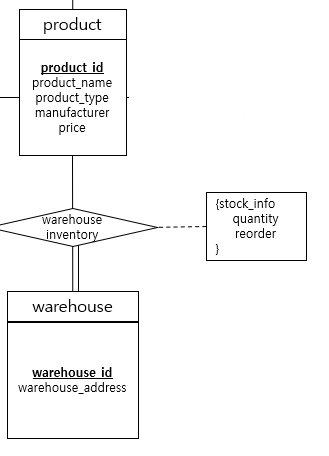 product
product_id
product_name
product_type
manufacturer
price
warehouse
inventory
{stock_info
quantity
reorder
}
warehouse
warehouse_id
warehouse_address